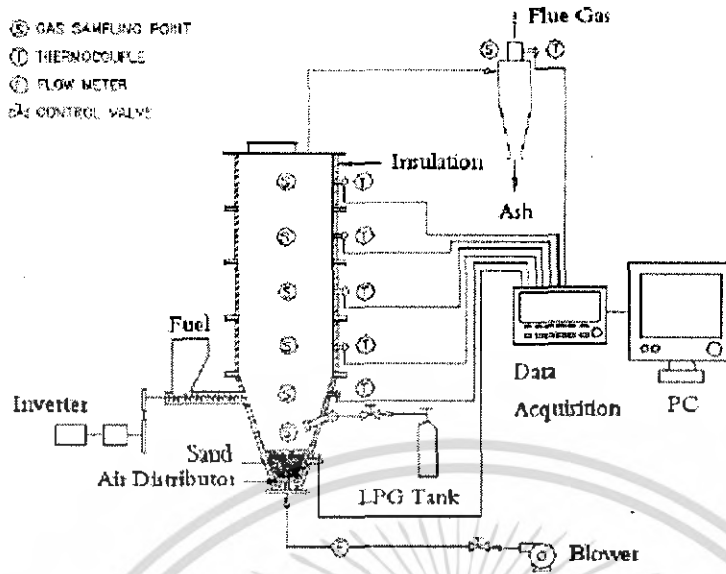 Ⓢ GAS SAMPLING POINT
Ⓣ THERMOCOUPLE
Ⓕ FLOW METER
CONTROL VALVE
Flue Gas
S
T
Insulation
S
T
Ash
S
T
S
T
Fuel
S
T
Data
Acquisition
PC
S
T
Inverter
S
Sand
Air Distributor
LPG Tank
F
Blower